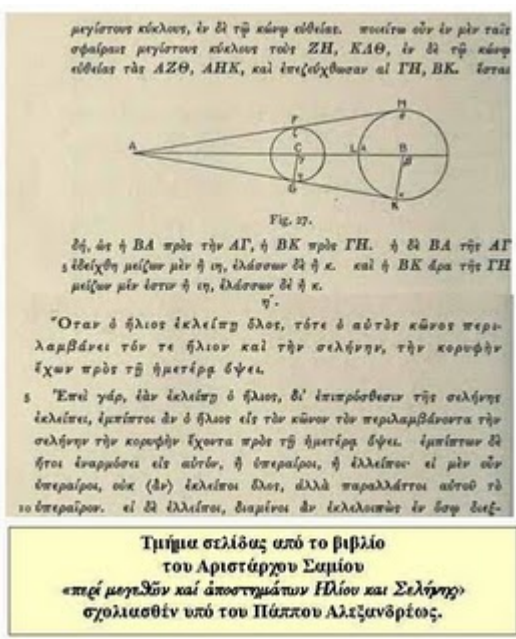 μεγίστους κύκλους, ἐν δὲ τῷ κώνῳ εὐθείας. ποιείτω οὖν ἐν μὲν ταῖς
σφαίραις μεγίστους κύκλους τοὺς ΖΗ, ΚΛΘ, ἐν δὲ τῷ κώνῳ
εὐθείας τὰς ΑΖΘ, ΑΗΚ, καὶ ἐπεζεύχθωσαν αἱ ΓΗ, ΒΚ. ἔσται
H
F
A
C
L
B
G
K
Fig. 27.
δή, ὡς ἡ ΒΑ πρὸς τὴν ΑΓ, ἡ ΒΚ πρὸς ΓΗ. ἡ δὲ ΒΑ τῆς ΑΓ
5 ἐδείχθη μείζων μὲν ἢ ιη, ἐλάσσων δὲ ἢ κ. καὶ ἡ ΒΚ ἄρα τῆς ΓΗ
μείζων μέν ἐστιν ἢ ιη, ἐλάσσων δὲ ἢ κ.
η΄.
Ὅταν ὁ ἥλιος ἐκλείπῃ ὅλος, τότε ὁ αὐτὸς κῶνος περι-
λαμβάνει τόν τε ἥλιον καὶ τὴν σελήνην, τὴν κορυφὴν
ἔχων πρὸς τῇ ἡμετέρᾳ ὄψει.
5 Ἐπεὶ γάρ, ἐὰν ἐκλείπῃ ὁ ἥλιος, δι᾽ ἐπιπρόσθεσιν τῆς σελήνης
ἐκλείπει, ἐμπίπτοι ἂν ὁ ἥλιος εἰς τὸν κῶνον τὸν περιλαμβάνοντα τὴν
σελήνην τὴν κορυφὴν ἔχοντα πρὸς τῇ ἡμετέρᾳ ὄψει. ἐμπίπτων δὲ
ἤτοι ἐναρμόσει εἰς αὐτόν, ἢ ὑπεραίροι, ἢ ἐλλείποι· εἰ μὲν οὖν
ὑπεραίροι, οὐκ ⟨ἂν⟩ ἐκλείποι ὅλος, ἀλλὰ παραλλάττοι αὐτοῦ τὸ
10 ὑπεραῖρον. εἰ δὲ ἐλλείποι, διαμένοι ἂν ἐκλελοιπὼς ἐν ὅσῳ διεξ-
Τμήμα σελίδας από το βιβλίο
του Αριστάρχου Σαμίου
«περί μεγεθῶν καί ἀποστημάτων Ηλίου και Σελήνης»
σχολιασθέν υπό του Πάππου Αλεξανδρέως.